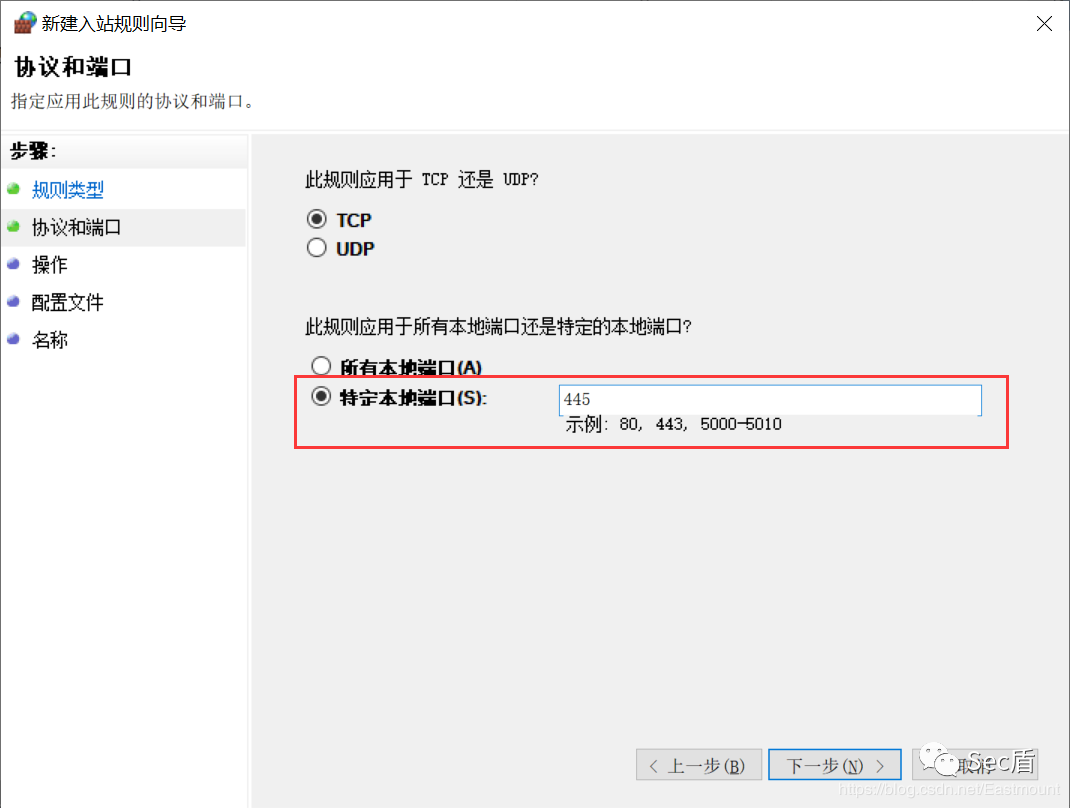 新建入站规则向导
协议和端口
指定应用此规则的协议和端口。
步骤:
规则类型
协议和端口
操作
配置文件
名称
此规则应用于 TCP 还是 UDP?
TCP
UDP
此规则应用于所有本地端口还是特定的本地端口?
所有本地端口(A)
特定本地端口(S):
445
示例: 80, 443, 5000-5010
< 上一步(B)
下一步(N) >
取消
Sec盾
https://blog.csdn.net/Eastmount